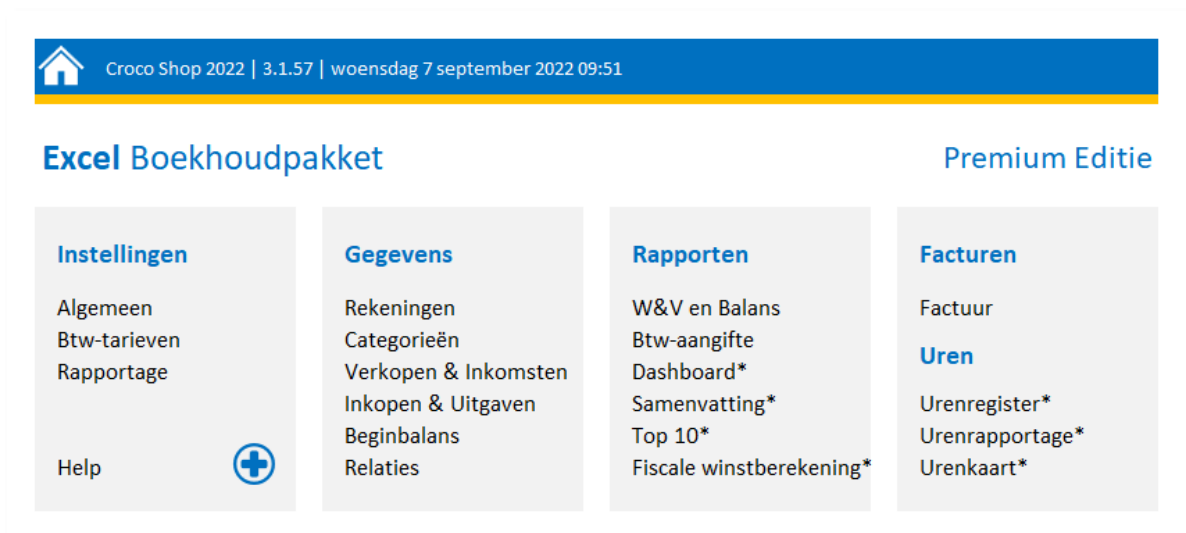 Croco Shop 2022 | 3.1.57 | woensdag 7 september 2022 09:51
Excel Boekhoudpakket
Premium Editie
Instellingen
Algemeen
Btw-tarieven
Rapportage
Help
Gegevens
Rekeningen
Categorieën
Verkopen & Inkomsten
Inkopen & Uitgaven
Beginbalans
Relaties
Rapporten
W&V en Balans
Btw-aangifte
Dashboard*
Samenvatting*
Top 10*
Fiscale winstberekening*
Facturen
Factuur
Uren
Urenregister*
Urenrapportage*
Urenkaart*